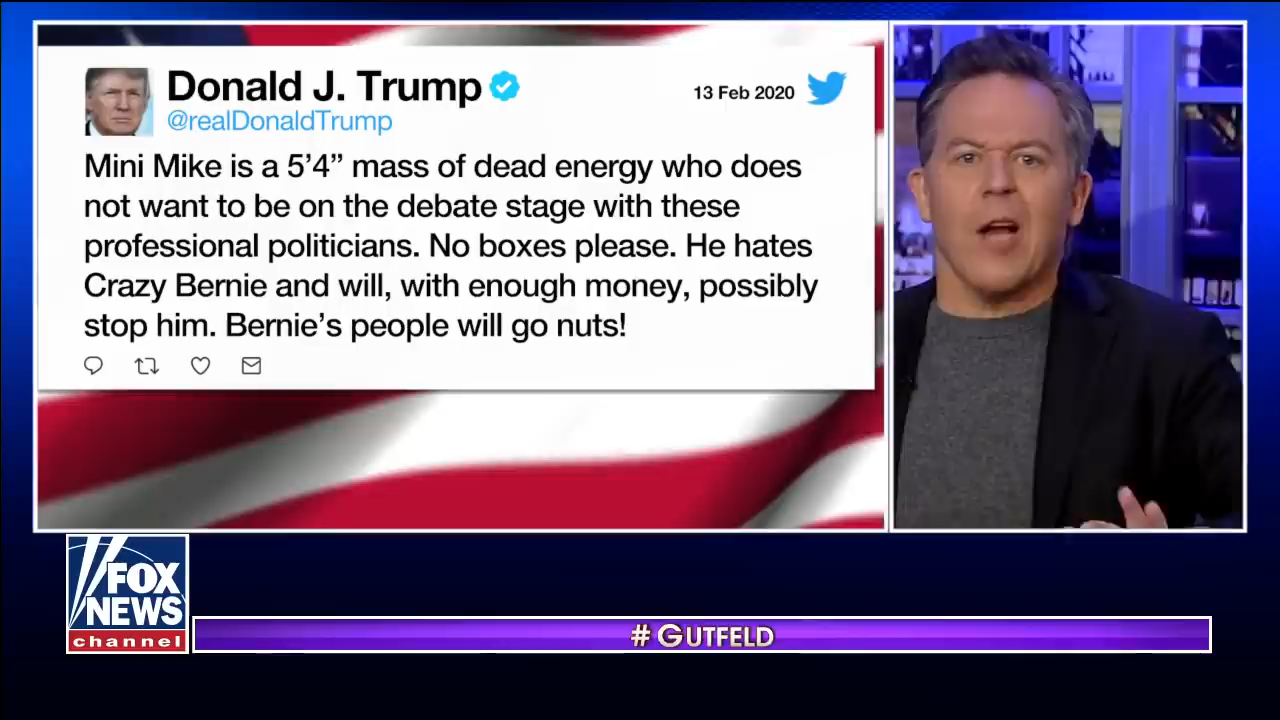 Donald J. Trump
@realDonaldTrump
13 Feb 2020
Mini Mike is a 5’4” mass of dead energy who does
not want to be on the debate stage with these
professional politicians. No boxes please. He hates
Crazy Bernie and will, with enough money, possibly
stop him. Bernie’s people will go nuts!
FOX
NEWS
channel
# GUTFELD